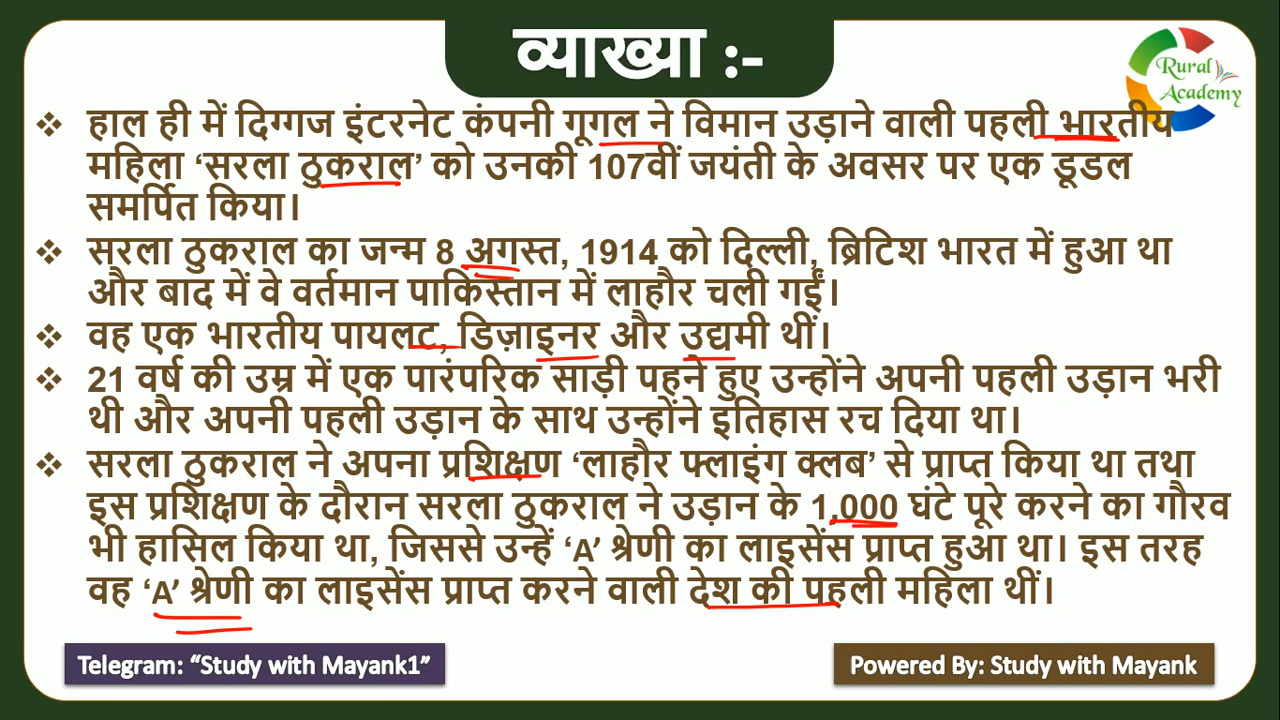 व्याख्या :-
Rural
Academy
❖ हाल ही में दिग्गज इंटरनेट कंपनी गूगल ने विमान उड़ाने वाली पहली भारतीय
महिला ‘सरला ठुकराल’ को उनकी 107वीं जयंती के अवसर पर एक डूडल
समर्पित किया।
❖ सरला ठुकराल का जन्म 8 अगस्त, 1914 को दिल्ली, ब्रिटिश भारत में हुआ था
और बाद में वे वर्तमान पाकिस्तान में लाहौर चली गईं।
❖ वह एक भारतीय पायलट, डिज़ाइनर और उद्यमी थीं।
❖ 21 वर्ष की उम्र में एक पारंपरिक साड़ी पहने हुए उन्होंने अपनी पहली उड़ान भरी
थी और अपनी पहली उड़ान के साथ उन्होंने इतिहास रच दिया था।
❖ सरला ठुकराल ने अपना प्रशिक्षण ‘लाहौर फ्लाइंग क्लब’ से प्राप्त किया था तथा
इस प्रशिक्षण के दौरान सरला ठुकराल ने उड़ान के 1,000 घंटे पूरे करने का गौरव
भी हासिल किया था, जिससे उन्हें ‘A’ श्रेणी का लाइसेंस प्राप्त हुआ था। इस तरह
वह ‘A’ श्रेणी का लाइसेंस प्राप्त करने वाली देश की पहली महिला थीं।
Telegram: “Study with Mayank1”
Powered By: Study with Mayank